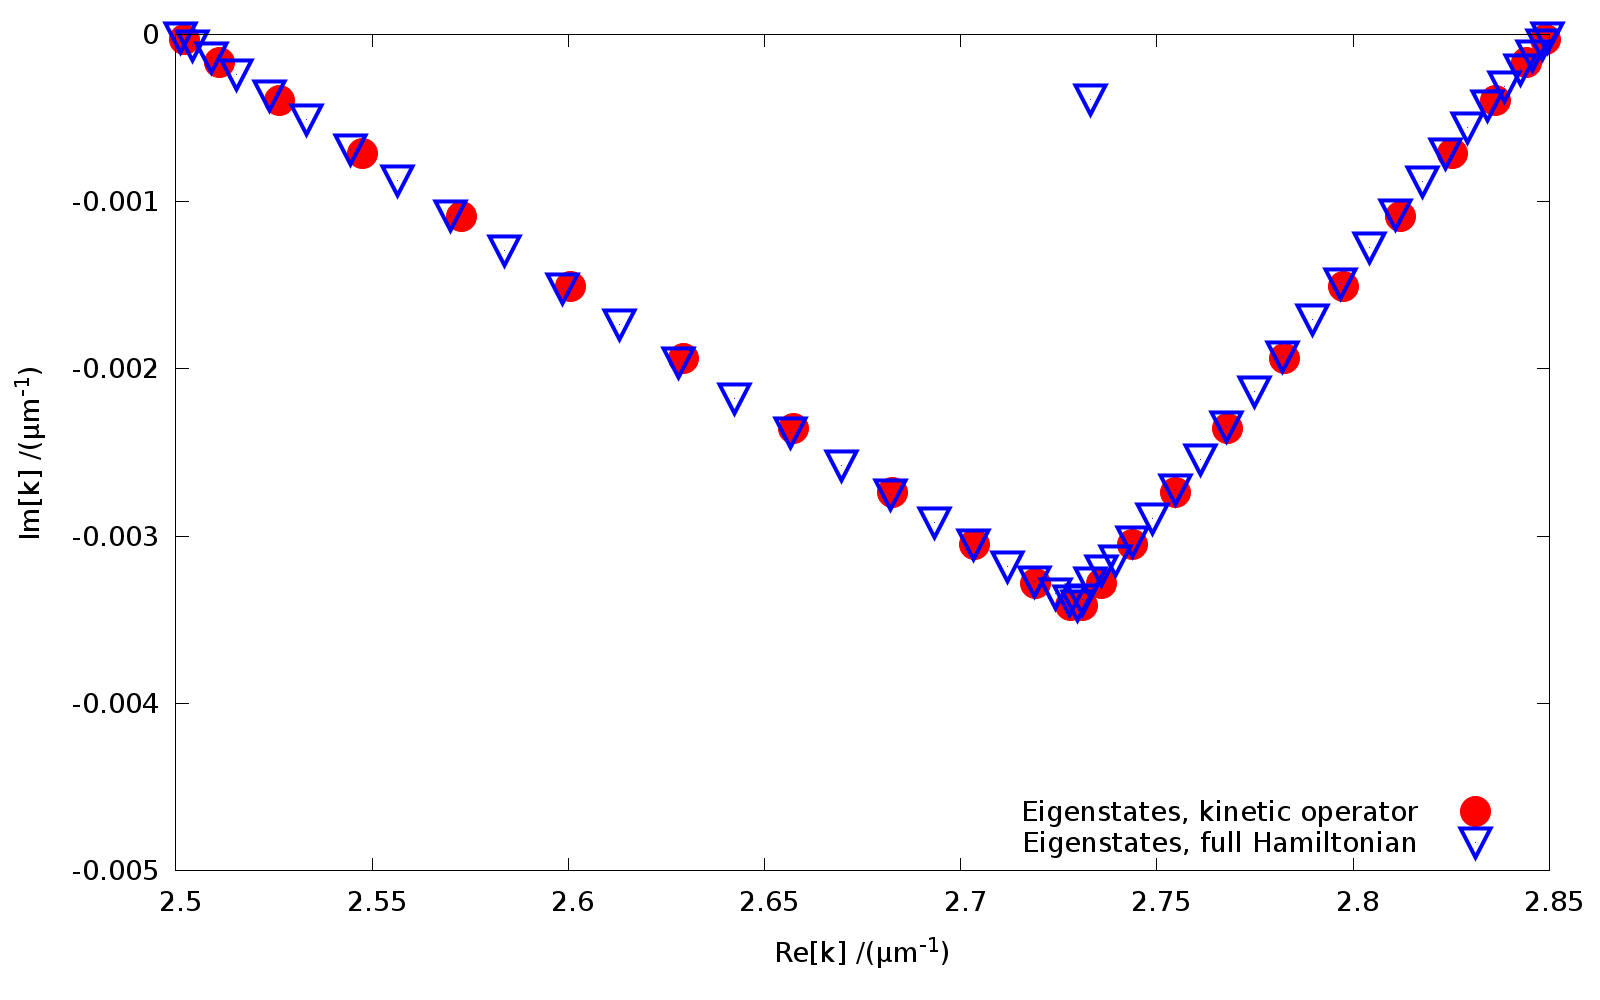 0
-0.001
-0.002
-0.003
-0.004
-0.005
2.5 2.55 2.6 2.65 2.7 2.75 2.8 2.85
Im[k] /(μm⁻¹)
Re[k] /(μm⁻¹)
Eigenstates, kinetic operator
Eigenstates, full Hamiltonian